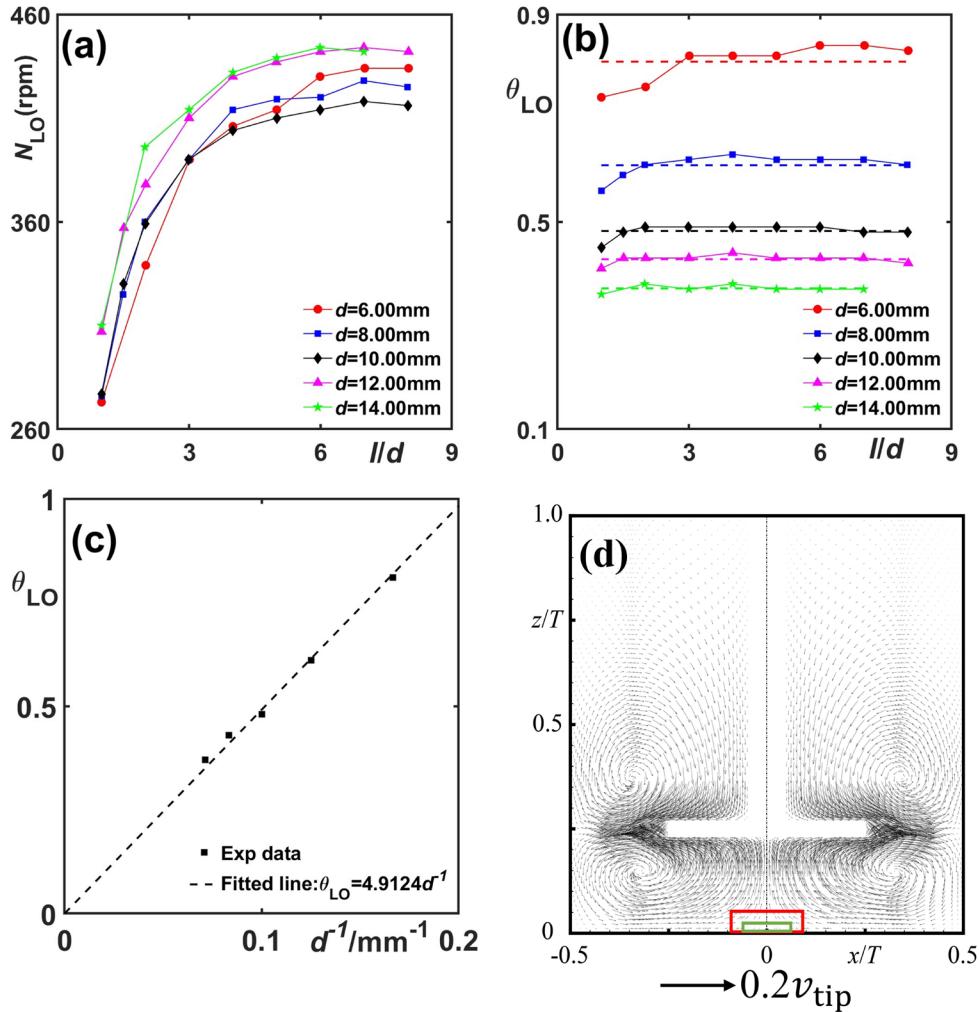 460
(a)
N_LO(rpm)
360
260
0
3
6
9
l/d
d=6.00mm
d=8.00mm
d=10.00mm
d=12.00mm
d=14.00mm
0.9
(b)
θ_LO
0.5
0.1
0
3
6
9
l/d
d=6.00mm
d=8.00mm
d=10.00mm
d=12.00mm
d=14.00mm
1
(c)
θ_LO
0.5
0
Exp data
Fitted line:θ_LO=4.9124d⁻¹
0
0.1
0.2
d⁻¹/mm⁻¹
1.0
(d)
z/T
0.5
0
-0.5
0
x/T
0.5
0.2v_tip